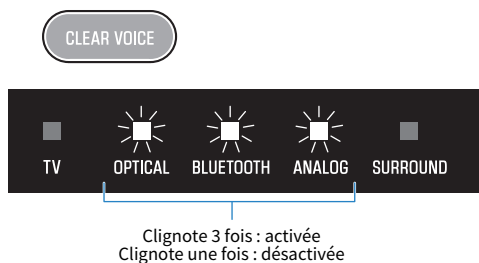 CLEAR VOICE
TV OPTICAL BLUETOOTH ANALOG SURROUND
Clignote 3 fois : activée
Clignote une fois : désactivée